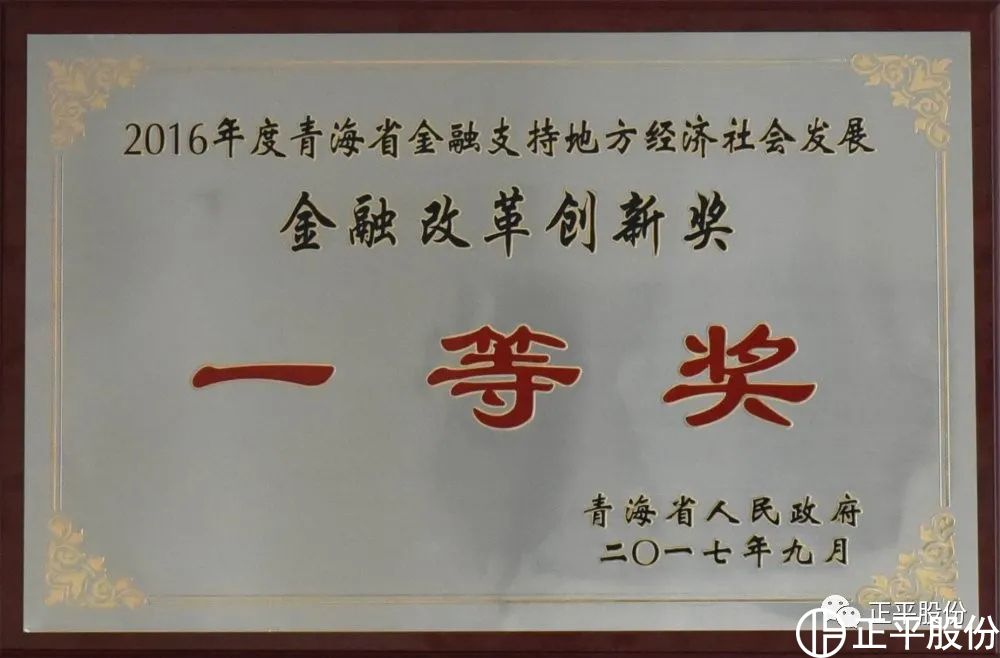 2016年度青海省金融支持地方经济社会发展
金融改革创新奖
一等奖
青海省人民政府
二〇一七年九月
正平股份
正平股份